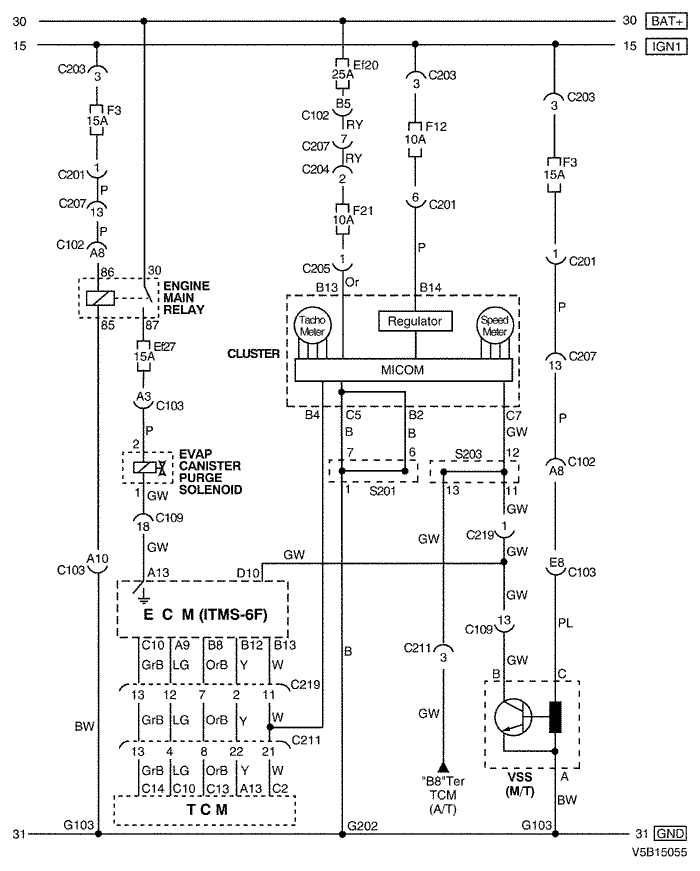 30 30 BAT+
15 15 IGN1
C203 3
F3 15A
C201 1
P
C207 13
P
C102 A8
86 30
ENGINE MAIN RELAY
85 87
Ef27 15A
A3 C103
P
2
EVAP CANISTER PURGE SOLENOID
1 GW
C109 18
GW
A10 C103
A13 D10 GW
E C M (ITMS-6F)
C10 A9 B8 B12 B13
GrB LG OrB Y W
13 12 7 2 11 C219
GrB LG OrB Y W
C211
13 4 8 22 21
GrB LG OrB Y W
C14 C10 C13 A13 C2
T C M
BW
Ef20 25A
B5
C102 RY
7
C207 RY
C204 2
F21 10A
1
C205
B13 Or
C203 3
F12 10A
6 C201
P
B14
Tacho Meter
Regulator
Speed Meter
CLUSTER
MICOM
B4 C5 B2 C7
B B GW
7 6 S203 12
1 S201 13 11
GW GW
1 C219
GW
GW
13 C109
GW
B
C211 3
GW
"B8"Ter
TCM
(A/T)
C203 3
F3 15A
1 C201
P
C207 13
P
A8 C102
E8 C103
PL
B C
VSS
(M/T)
A
BW
31 G103 G202 G103 31 GND
V5B15055